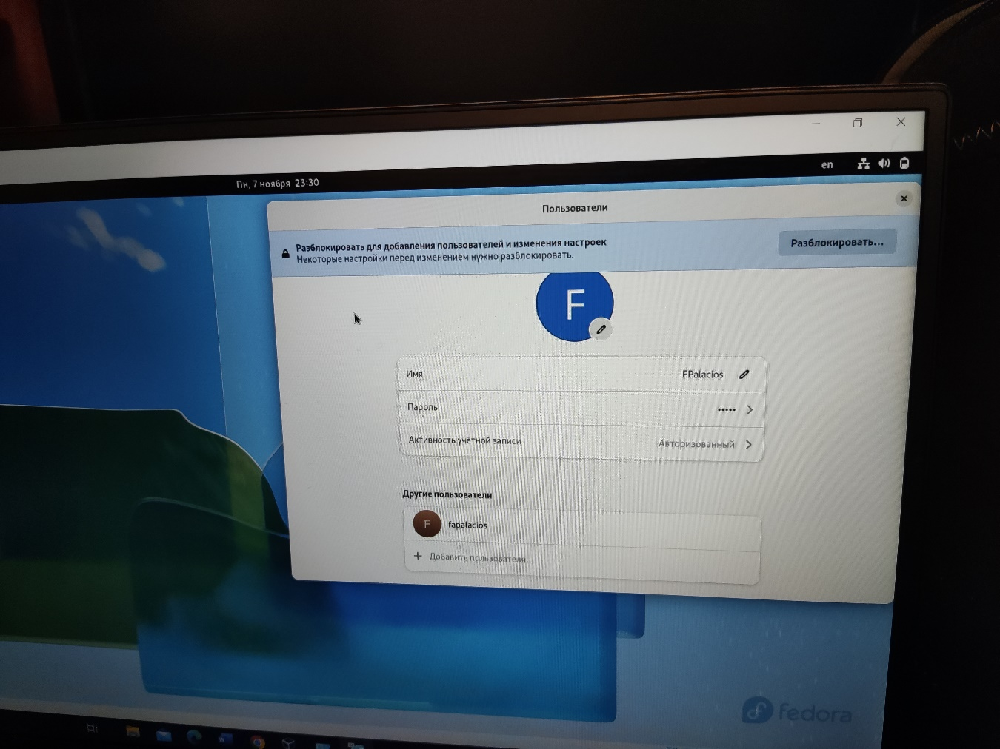 en
Пн, 7 ноября 23:30
Пользователи
Разблокировать для добавления пользователей и изменения настроек
Некоторые настройки перед изменением нужно разблокировать.
Разблокировать...
F
Имя
FPalacios
Пароль
•••••
Активность учётной записи
Авторизованный
Другие пользователи
F
fapalacios
+ Добавить пользователя...
fedora